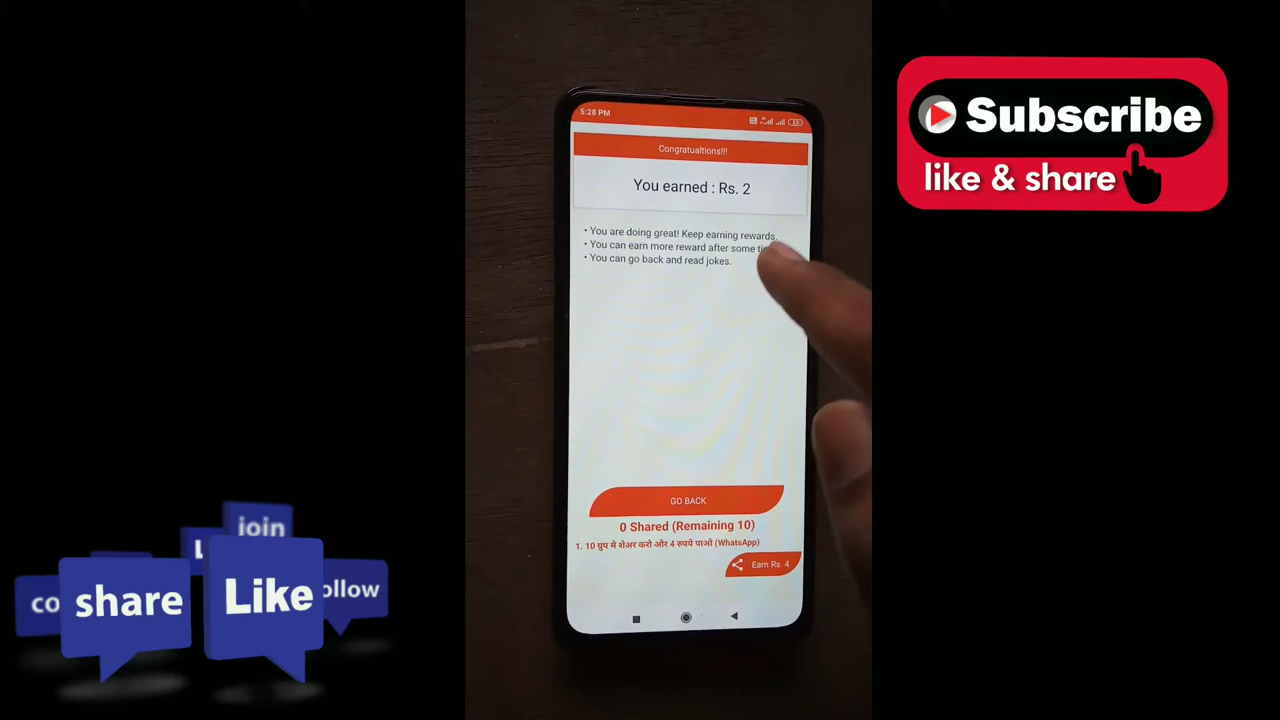 5:28 PM
Congratualtions!!!
You earned : Rs. 2
• You are doing great! Keep earning rewards.
• You can earn more reward after some
• You can go back and read jokes.
GO BACK
0 Shared (Remaining 10)
1. 10 ग्रुप मे शेअर करो और 4 रुपये पाओ (WhatsApp)
Earn Rs. 4
Subscribe
like & share
join
share
Like